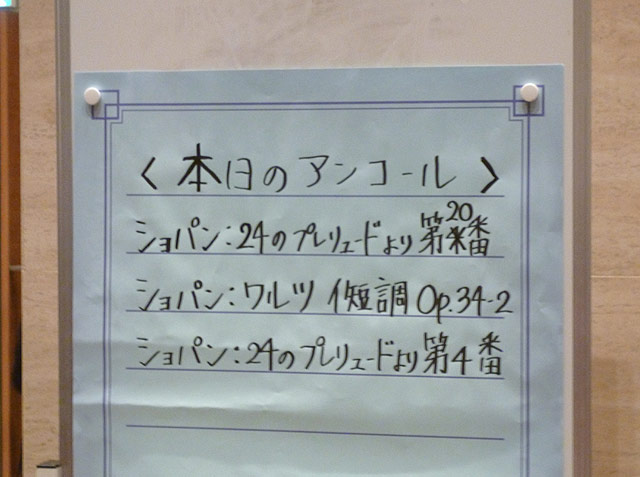 〈 本日のアンコール 〉
ショパン:24のプレリュードより 第20番
ショパン:ワルツ イ短調 Op.34-2
ショパン:24のプレリュードより 第4番